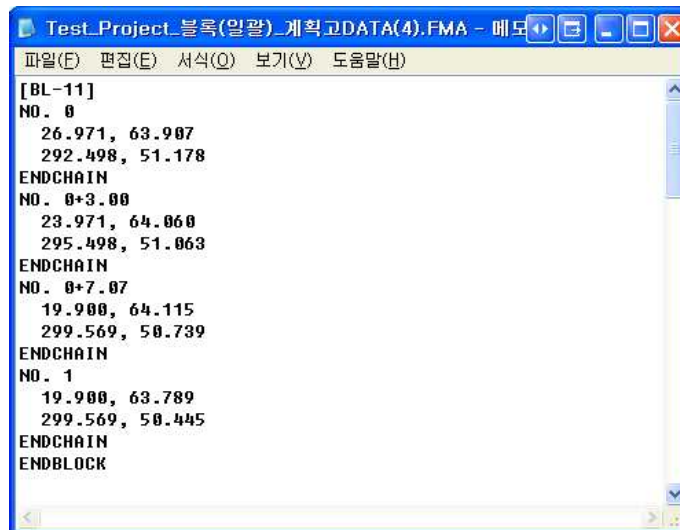 Test_Project_블록(일괄)_계획고DATA(4).FMA - 메모
파일(F) 편집(E) 서식(O) 보기(V) 도움말(H)
[BL-11]
NO. 0
26.971, 63.907
292.498, 51.178
ENDCHAIN
NO. 0+3.00
23.971, 64.060
295.498, 51.063
ENDCHAIN
NO. 0+7.07
19.900, 64.115
299.569, 50.739
ENDCHAIN
NO. 1
19.900, 63.789
299.569, 50.445
ENDCHAIN
ENDBLOCK